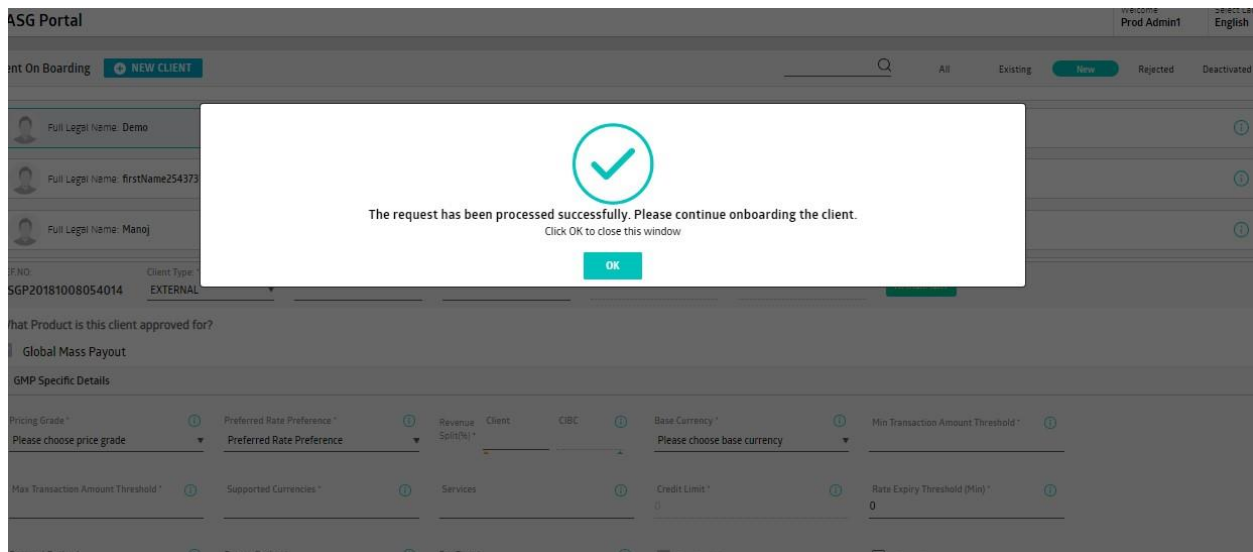 ASG Portal
Welcome
Prod Admin1
English
ent On Boarding
NEW CLIENT
All
Existing
New
Rejected
Deactivated
Full Legal Name: Demo
Full Legal Name: firstName254373
Full Legal Name: Manoj
The request has been processed successfully. Please continue onboarding the client.
Click OK to close this window
OK
Client Type: *
SGP20181008054014
EXTERNAL
hat Product is this client approved for?
Global Mass Payout
GMP Specific Details
Pricing Grade *
Preferred Rate Preference *
Revenue Split(%) *
Client
CIBC
Base Currency *
Min Transaction Amount Threshold *
Please choose price grade
Preferred Rate Preference
Please choose base currency
Max Transaction Amount Threshold *
Supported Currencies *
Services
Credit Limit *
Rate Expiry Threshold (Min) *
0
0